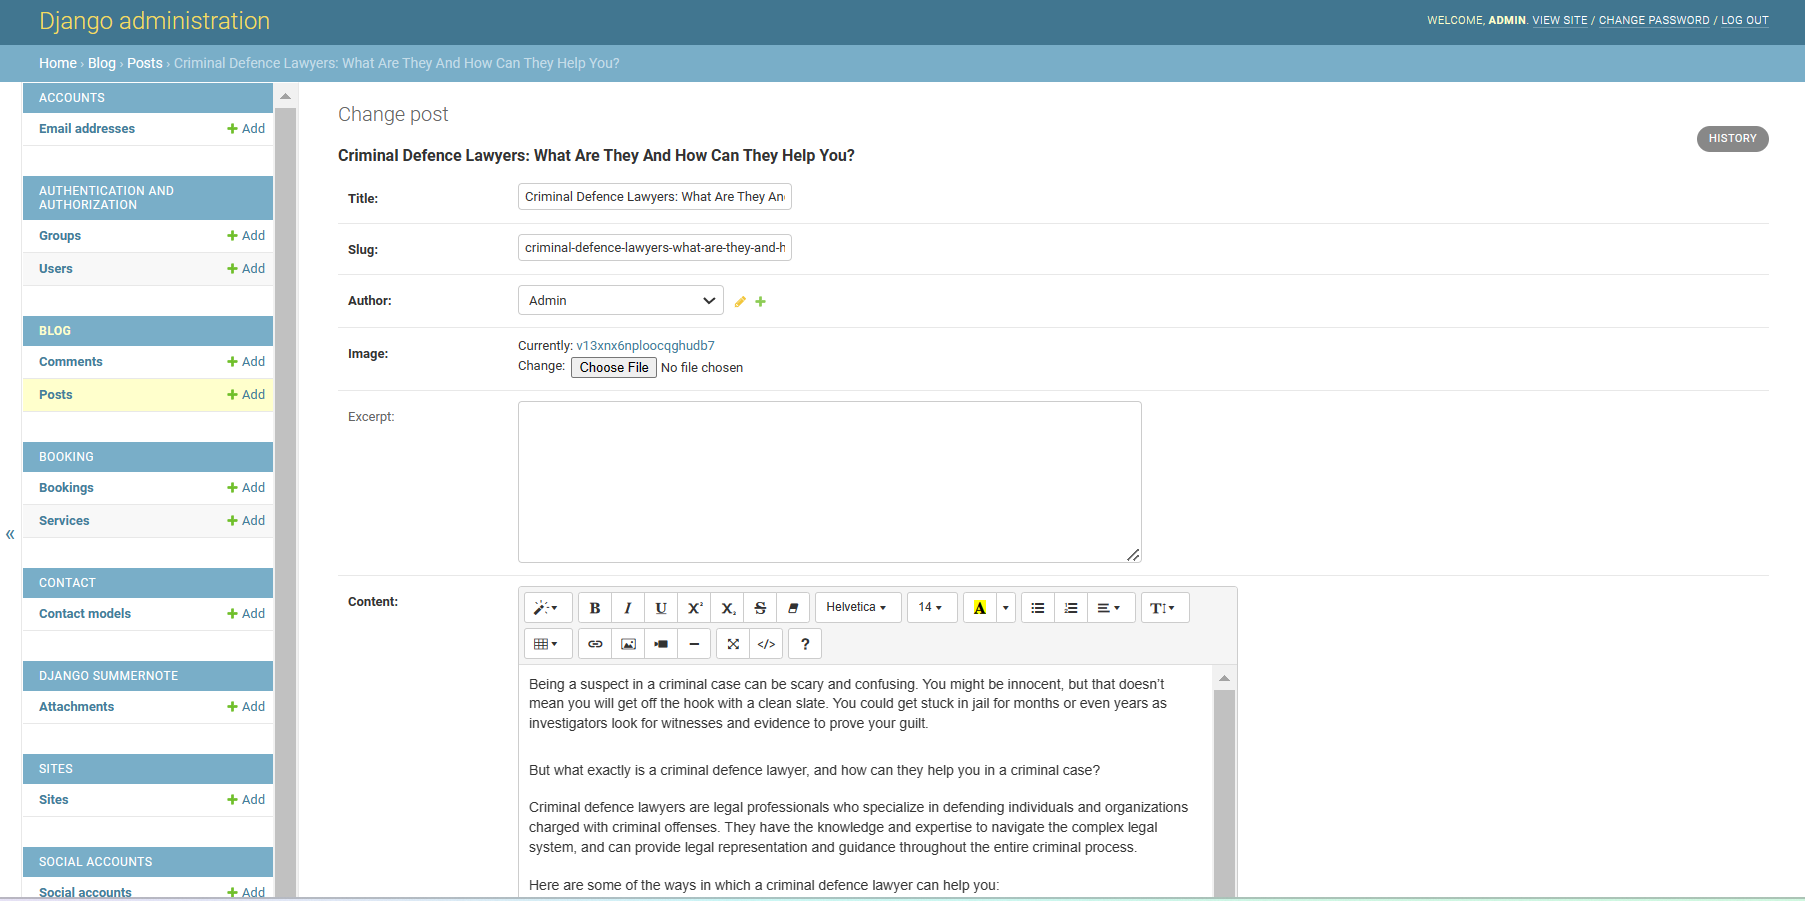 Django administration
WELCOME, ADMIN. VIEW SITE / CHANGE PASSWORD / LOG OUT
Home › Blog › Posts › Criminal Defence Lawyers: What Are They And How Can They Help You?
ACCOUNTS
Email addresses + Add
AUTHENTICATION AND
AUTHORIZATION
Groups + Add
Users + Add
BLOG
Comments + Add
Posts + Add
BOOKING
Bookings + Add
Services + Add
CONTACT
Contact models + Add
DJANGO SUMMERNOTE
Attachments + Add
SITES
Sites + Add
SOCIAL ACCOUNTS
Social accounts + Add
«
Change post
HISTORY
Criminal Defence Lawyers: What Are They And How Can They Help You?
Title: Criminal Defence Lawyers: What Are They An
Slug: criminal-defence-lawyers-what-are-they-and-h
Author: Admin
Image: Currently: v13xnx6nploocqghudb7
Change: Choose File No file chosen
Excerpt:
Content:
B I U X² X₂ S Helvetica 14 A T
</> ?
Being a suspect in a criminal case can be scary and confusing. You might be innocent, but that doesn’t
mean you will get off the hook with a clean slate. You could get stuck in jail for months or even years as
investigators look for witnesses and evidence to prove your guilt.
But what exactly is a criminal defence lawyer, and how can they help you in a criminal case?
Criminal defence lawyers are legal professionals who specialize in defending individuals and organizations
charged with criminal offenses. They have the knowledge and expertise to navigate the complex legal
system, and can provide legal representation and guidance throughout the entire criminal process.
Here are some of the ways in which a criminal defence lawyer can help you: